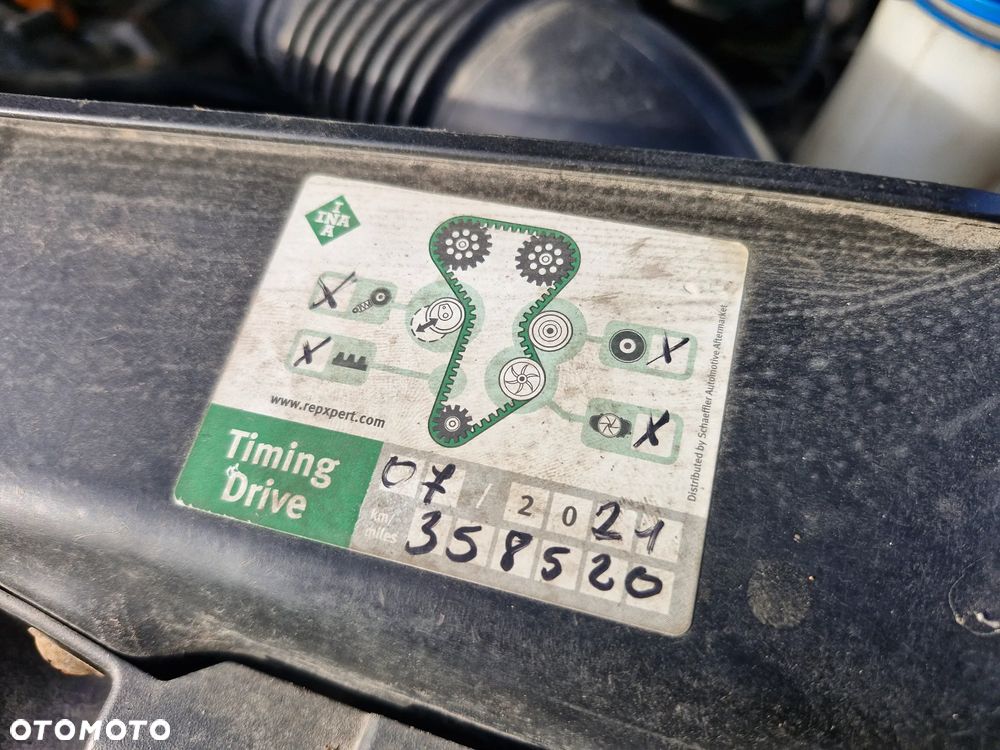 I
INA
A
www.repxpert.com
Distributed by Schaeffler Automotive Aftermarket
Timing
Drive
07 / 2021
km/
miles
358520
OTOMOTO